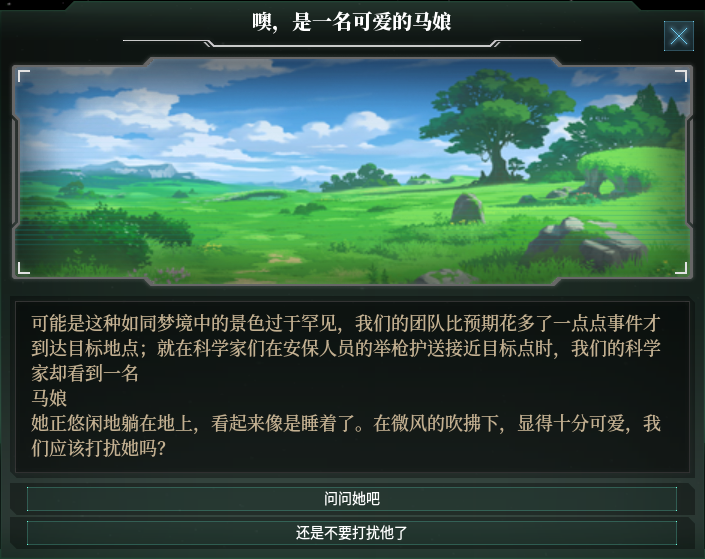 噢，是一名可爱的马娘
可能是这种如同梦境中的景色过于罕见，我们的团队比预期花多了一点点事件才
到达目标地点；就在科学家们在安保人员的举枪护送接近目标点时，我们的科学
家却看到一名
马娘
她正悠闲地躺在地上，看起来像是睡着了。在微风的吹拂下，显得十分可爱，我
们应该打扰她吗？
问问她吧
还是不要打扰他了